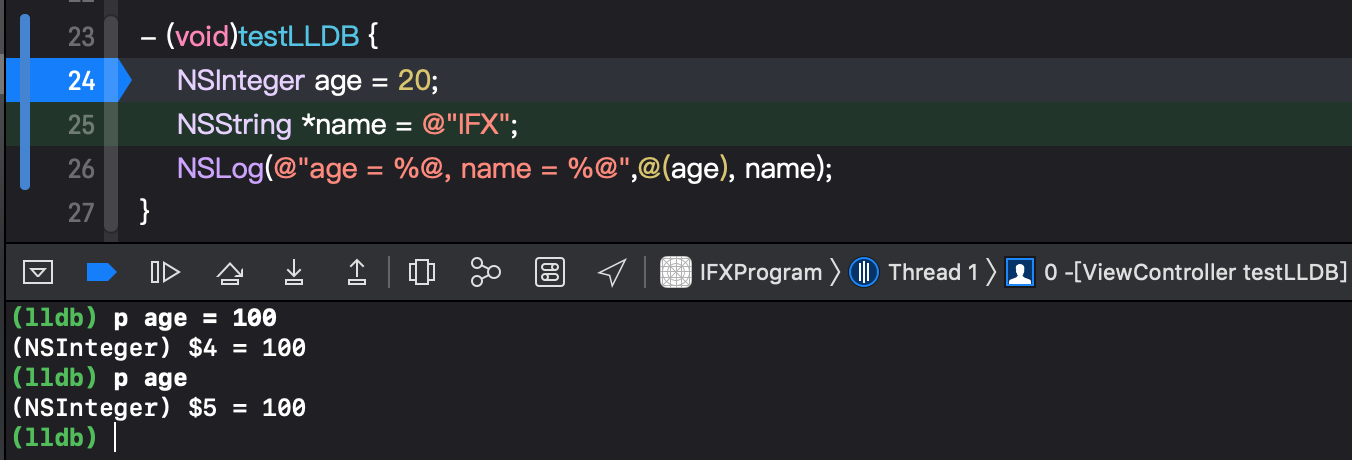 23 - (void)testLLDB {
24 NSInteger age = 20;
25 NSString *name = @"IFX";
26 NSLog(@"age = %@, name = %@",@(age), name);
27 }
IFXProgram 〉 Thread 1 〉 0 -[ViewController testLLDB]
(lldb) p age = 100
(NSInteger) $4 = 100
(lldb) p age
(NSInteger) $5 = 100
(lldb)